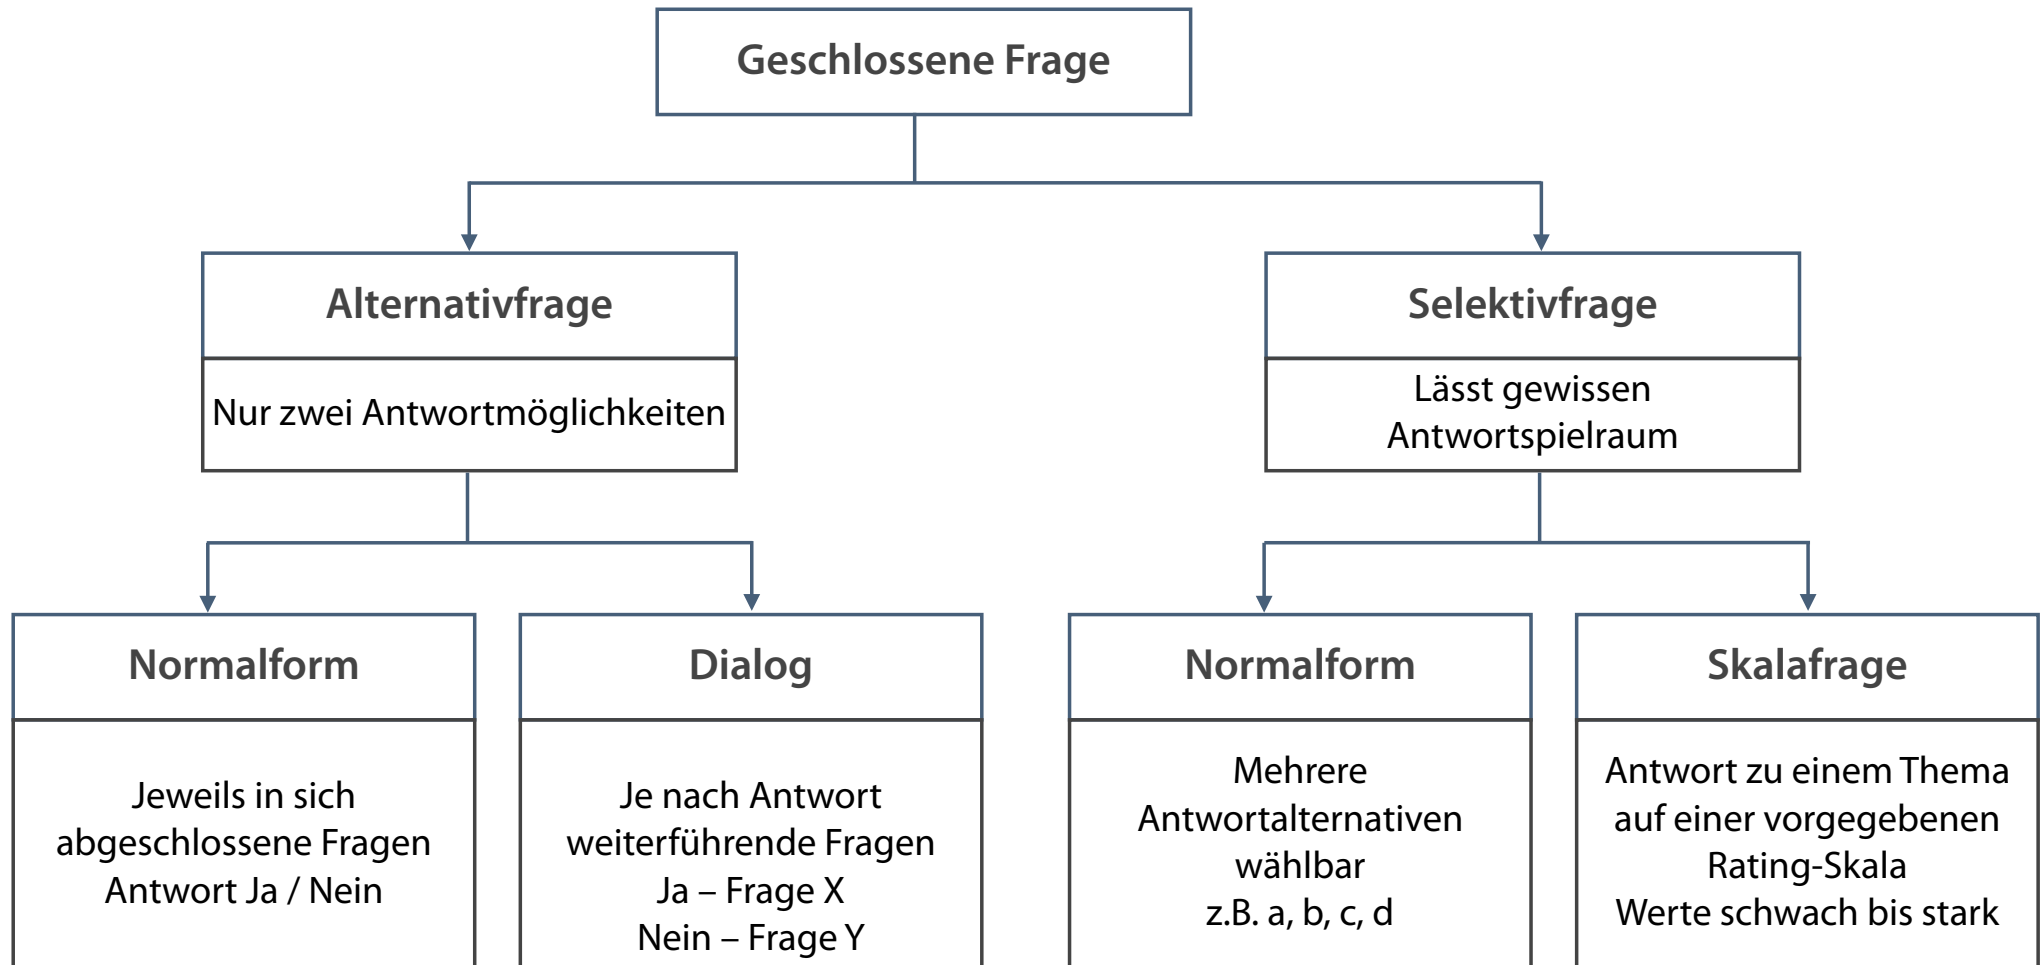 Geschlossene Frage
Alternativfrage
Nur zwei Antwortmöglichkeiten
Selektivfrage
Lässt gewissen
Antwortspielraum
Normalform
Jeweils in sich
abgeschlossene Fragen
Antwort Ja / Nein
Dialog
Je nach Antwort
weiterführende Fragen
Ja – Frage X
Nein – Frage Y
Normalform
Mehrere
Antwortalternativen
wählbar
z.B. a, b, c, d
Skalafrage
Antwort zu einem Thema
auf einer vorgegebenen
Rating-Skala
Werte schwach bis stark